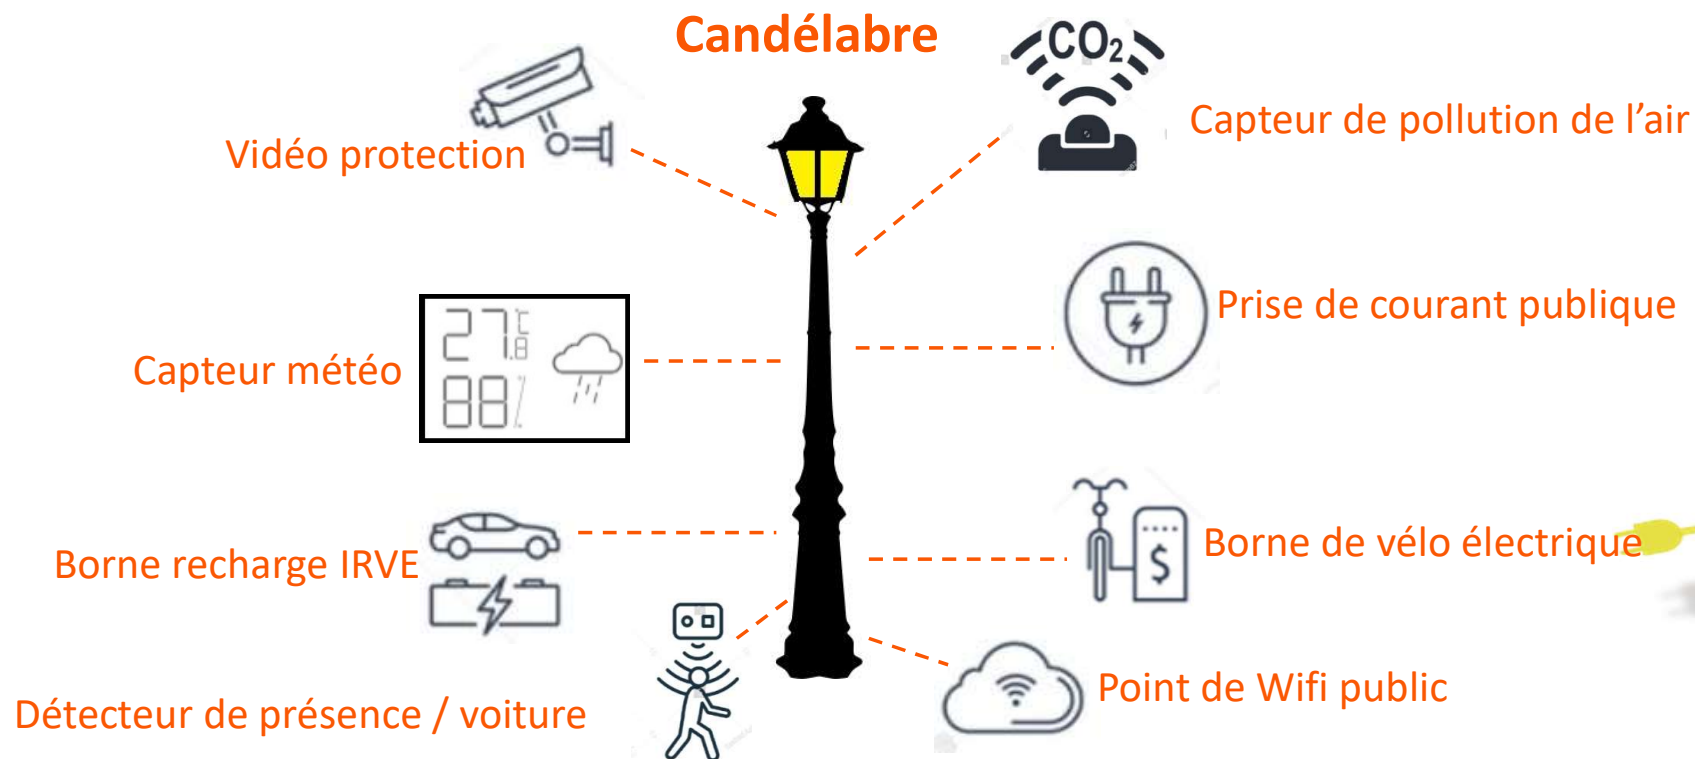 Candélabre
CO2
Vidéo protection
Capteur de pollution de l’air
Prise de courant publique
27.8 °C
88%
Capteur météo
Borne recharge IRVE
$
Borne de vélo électrique
Détecteur de présence / voiture
Point de Wifi public